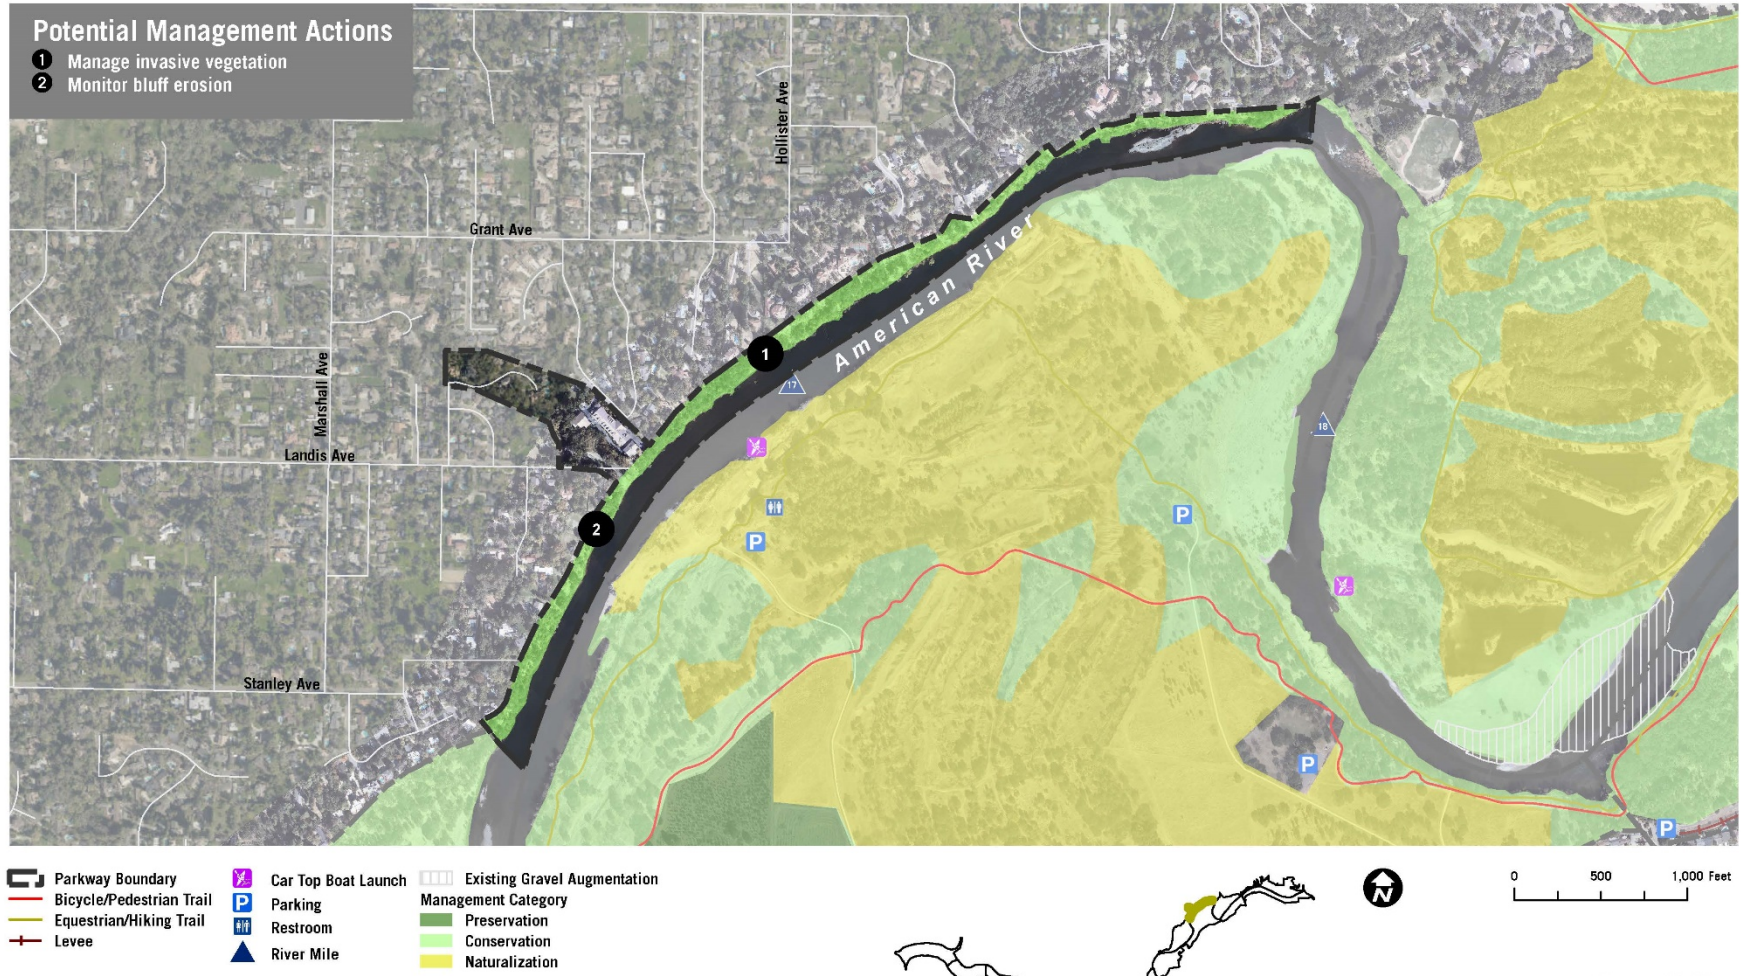 Potential Management Actions
1 Manage invasive vegetation
2 Monitor bluff erosion
Hollister Ave
Grant Ave
Marshall Ave
Landis Ave
Stanley Ave
American River
1
2
17
18
P
P
P
P
Parkway Boundary
Bicycle/Pedestrian Trail
Equestrian/Hiking Trail
Levee
Car Top Boat Launch
P Parking
Restroom
River Mile
Existing Gravel Augmentation
Management Category
Preservation
Conservation
Naturalization
N
0 500 1,000 Feet